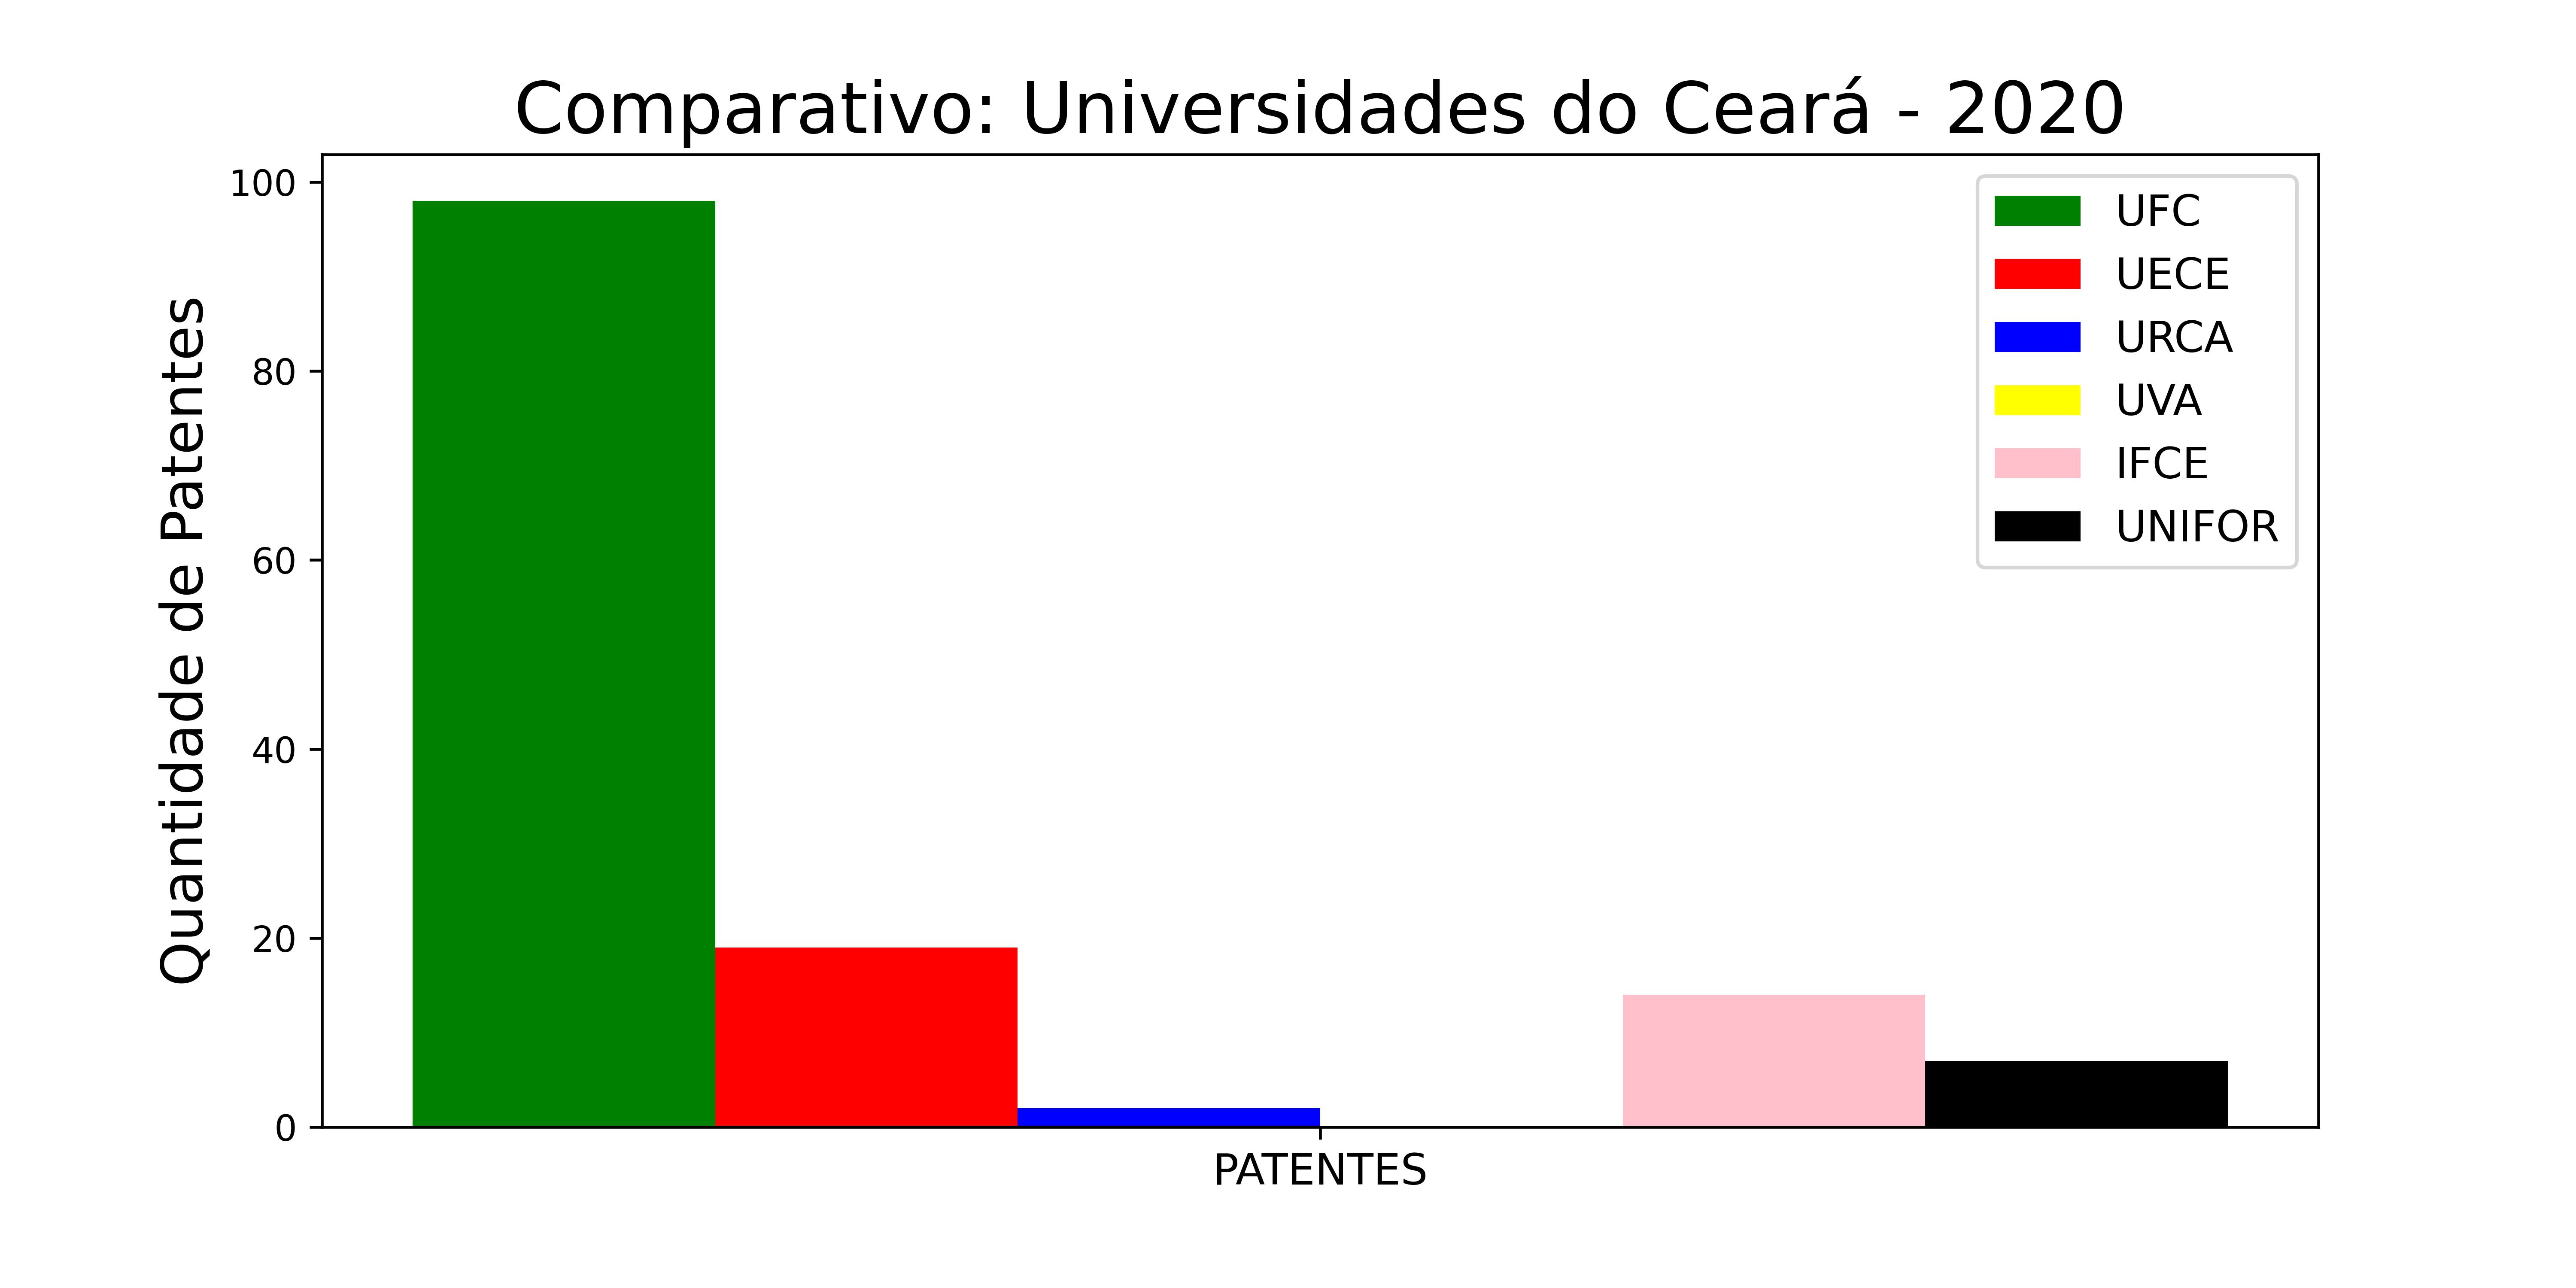 Comparativo: Universidades do Ceará - 2020
Quantidade de Patentes
100
80
60
40
20
0
PATENTES
UFC
UECE
URCA
UVA
IFCE
UNIFOR